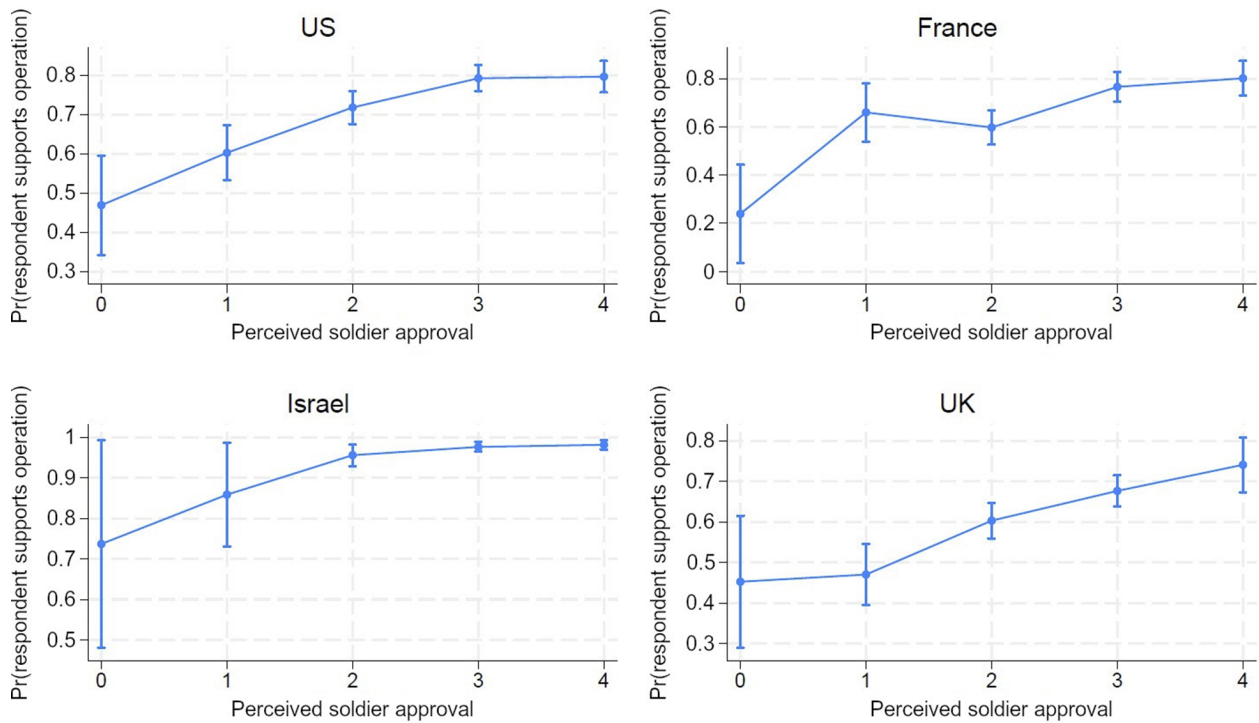 US
Pr(respondent supports operation)
0.8
0.7
0.6
0.5
0.4
0.3
0 1 2 3 4
Perceived soldier approval
France
Pr(respondent supports operation)
0.8
0.6
0.4
0.2
0
0 1 2 3 4
Perceived soldier approval
Israel
Pr(respondent supports operation)
1
0.9
0.8
0.7
0.6
0.5
0 1 2 3 4
Perceived soldier approval
UK
Pr(respondent supports operation)
0.8
0.7
0.6
0.5
0.4
0.3
0 1 2 3 4
Perceived soldier approval